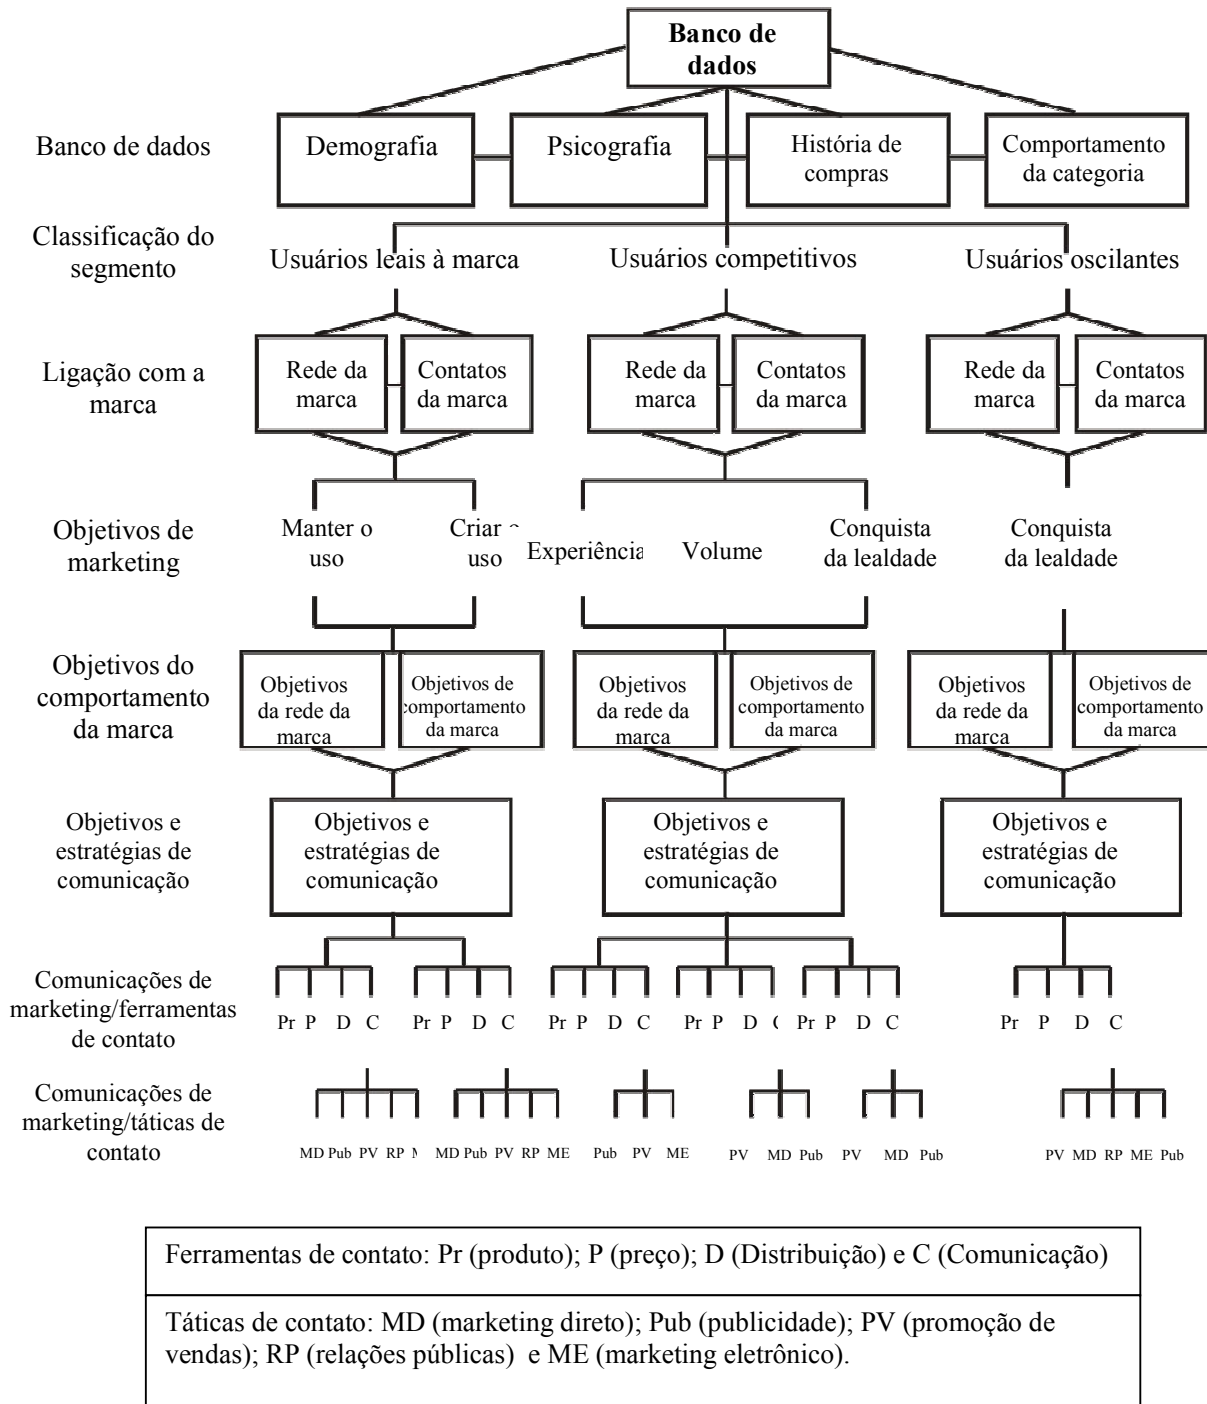 Banco de
dados
Banco de dados
Demografia
Psicografia
História de
compras
Comportamento
da categoria
Classificação do
segmento
Usuários leais à marca
Usuários competitivos
Usuários oscilantes
Ligação com a
marca
Rede da
marca
Contatos
da marca
Rede da
marca
Contatos
da marca
Rede da
marca
Contatos
da marca
Objetivos de
marketing
Manter o
uso
Criar o
uso
Experiência
Volume
Conquista
da lealdade
Conquista
da lealdade
Objetivos do
comportamento
da marca
Objetivos
da rede da
marca
Objetivos de
comportamento
da marca
Objetivos
da rede da
marca
Objetivos de
comportamento
da marca
Objetivos
da rede da
marca
Objetivos de
comportamento
da marca
Objetivos e
estratégias de
comunicação
Objetivos e
estratégias de
comunicação
Objetivos e
estratégias de
comunicação
Objetivos e
estratégias de
comunicação
Comunicações de
marketing/ferramentas
de contato
Pr P D C
Pr P D C
Pr P D C
Pr P D
Pr P D C
Pr P D C
Comunicações de
marketing/táticas de
contato
MD Pub PV RP
MD Pub PV RP ME
Pub PV ME
PV MD Pub
PV MD Pub
PV MD RP ME Pub
Ferramentas de contato: Pr (produto); P (preço); D (Distribuição) e C (Comunicação)
Táticas de contato: MD (marketing direto); Pub (publicidade); PV (promoção de
vendas); RP (relações públicas) e ME (marketing eletrônico).